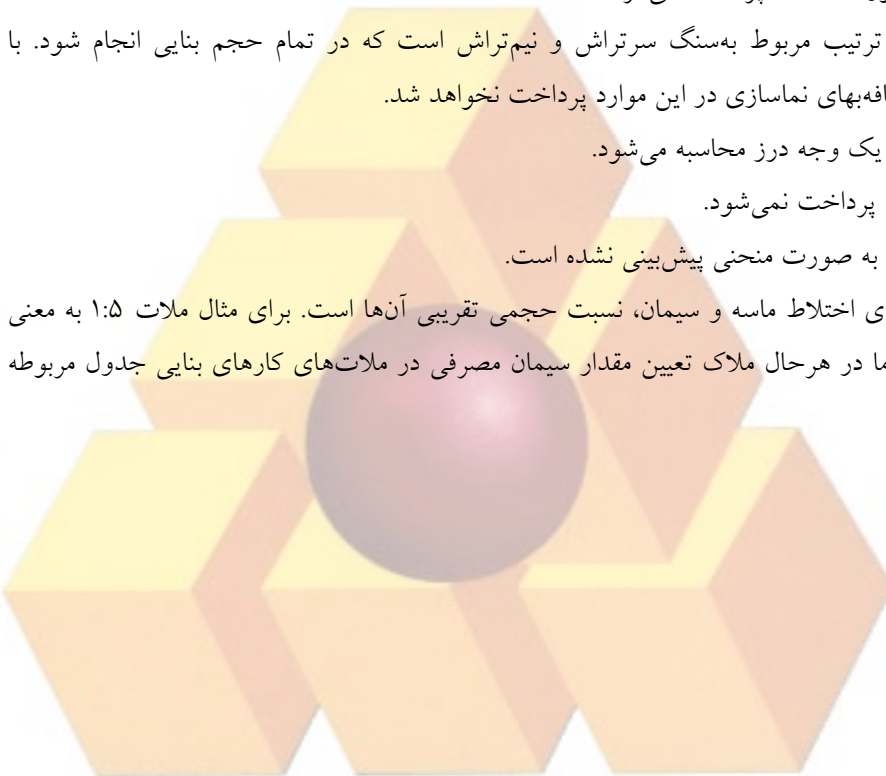 ترتیب مربوط به‌سنگ سرتراش و نیم‌تراش است که در تمام حجم بنایی انجام شود. با
افه‌بهای نماسازی در این موارد پرداخت نخواهد شد.
یک وجه درز محاسبه می‌شود.
پرداخت نمی‌شود.
به صورت منحنی پیش‌بینی نشده است.
ی اختلاط ماسه و سیمان، نسبت حجمی تقریبی آن‌ها است. برای مثال ملات ۱:۵ به معنی
ما در هرحال ملاک تعیین مقدار سیمان مصرفی در ملات‌های کارهای بنایی جدول مربوطه